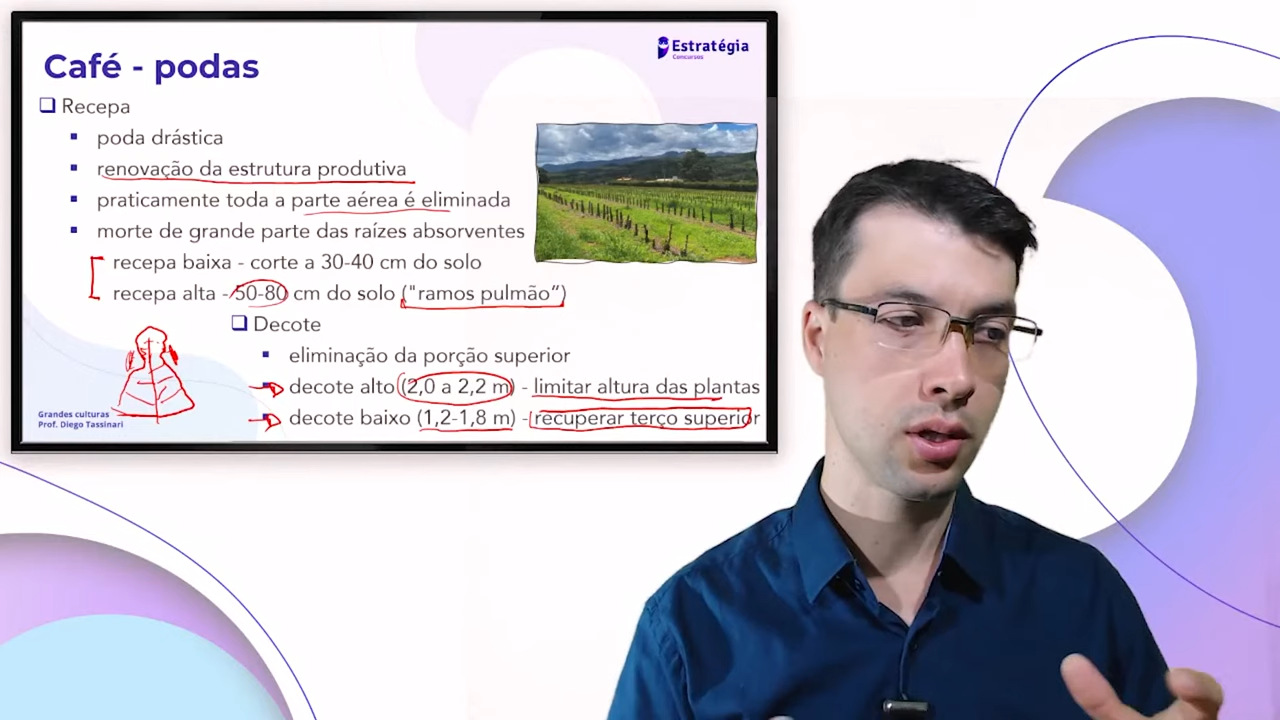 Café - podas
Estratégia
Concursos
Recepa
poda drástica
renovação da estrutura produtiva
praticamente toda a parte aérea é eliminada
morte de grande parte das raízes absorventes
recepa baixa - corte a 30-40 cm do solo
recepa alta - 50-80 cm do solo ("ramos pulmão”)
Decote
eliminação da porção superior
decote alto (2,0 a 2,2 m) - limitar altura das plantas
decote baixo (1,2-1,8 m) - recuperar terço superior
Grandes culturas
Prof. Diego Tassinari